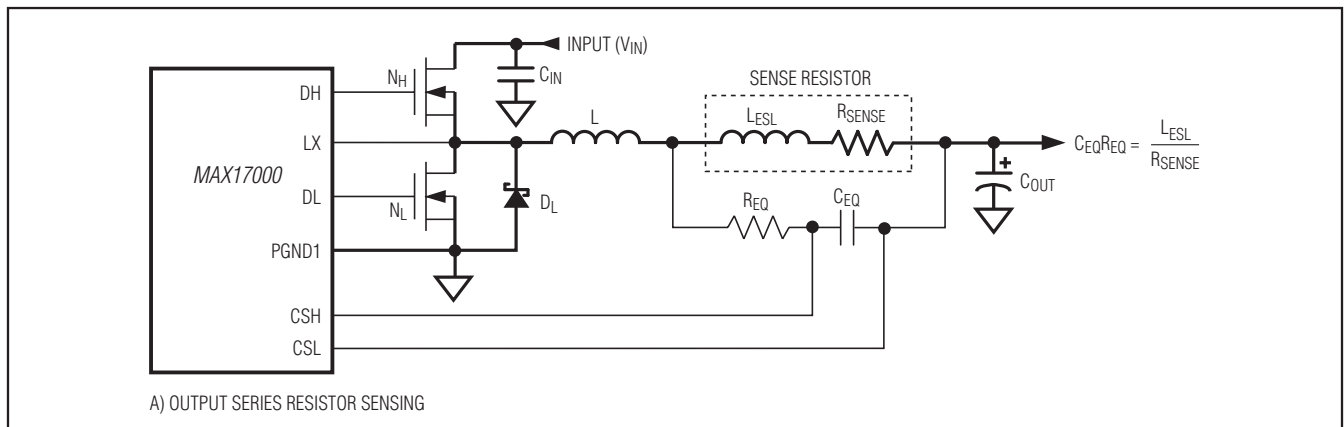 INPUT (VIN)
NH
CIN
SENSE RESISTOR
DH
LESL
RSENSE
L
LX
CEQREQ = LESL
RSENSE
MAX17000
+
COUT
DL
NL
DL
REQ
CEQ
PGND1
CSH
CSL
A) OUTPUT SERIES RESISTOR SENSING